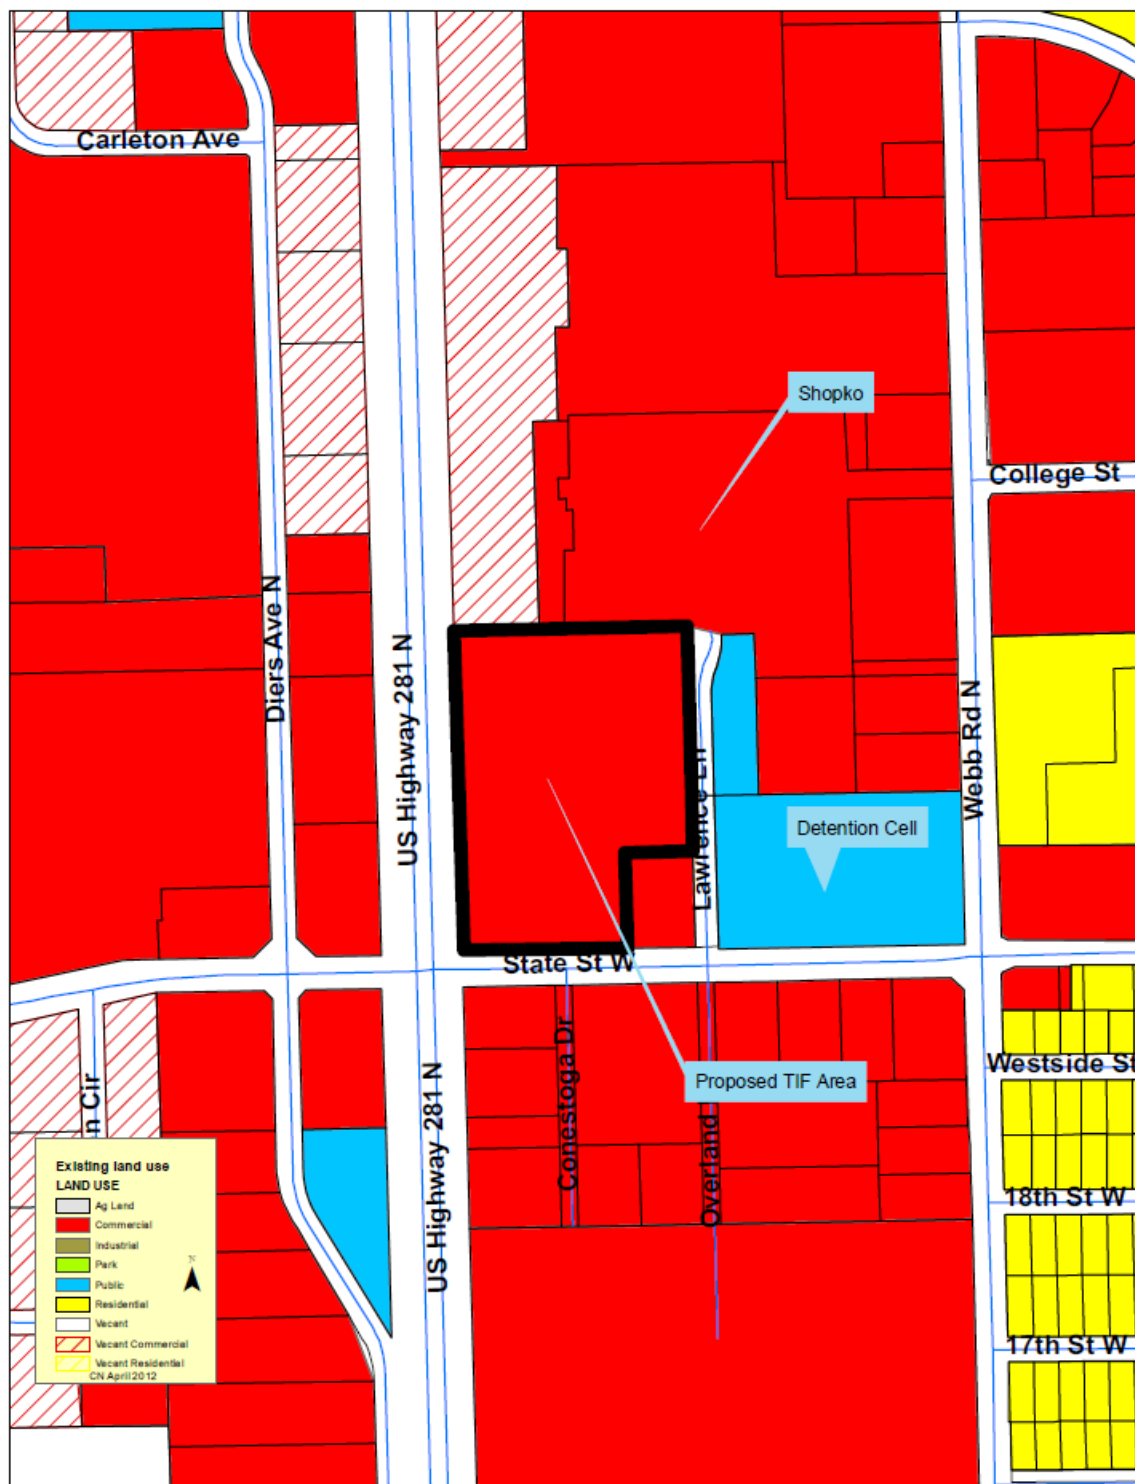 Carleton Ave
Shopko
College St
Diers Ave N
US Highway 281 N
Webb Rd N
Lawrence Ln
Detention Cell
State St W
Proposed TIF Area
Conestoga Dr
Overland
US Highway 281 N
n Cir
Westside St
18th St W
17th St W
Existing land use
LAND USE
Ag Land
Commercial
Industrial
Park
Public
Residential
Vacant
Vacant Commercial
Vacant Residential
CN April 2012
N